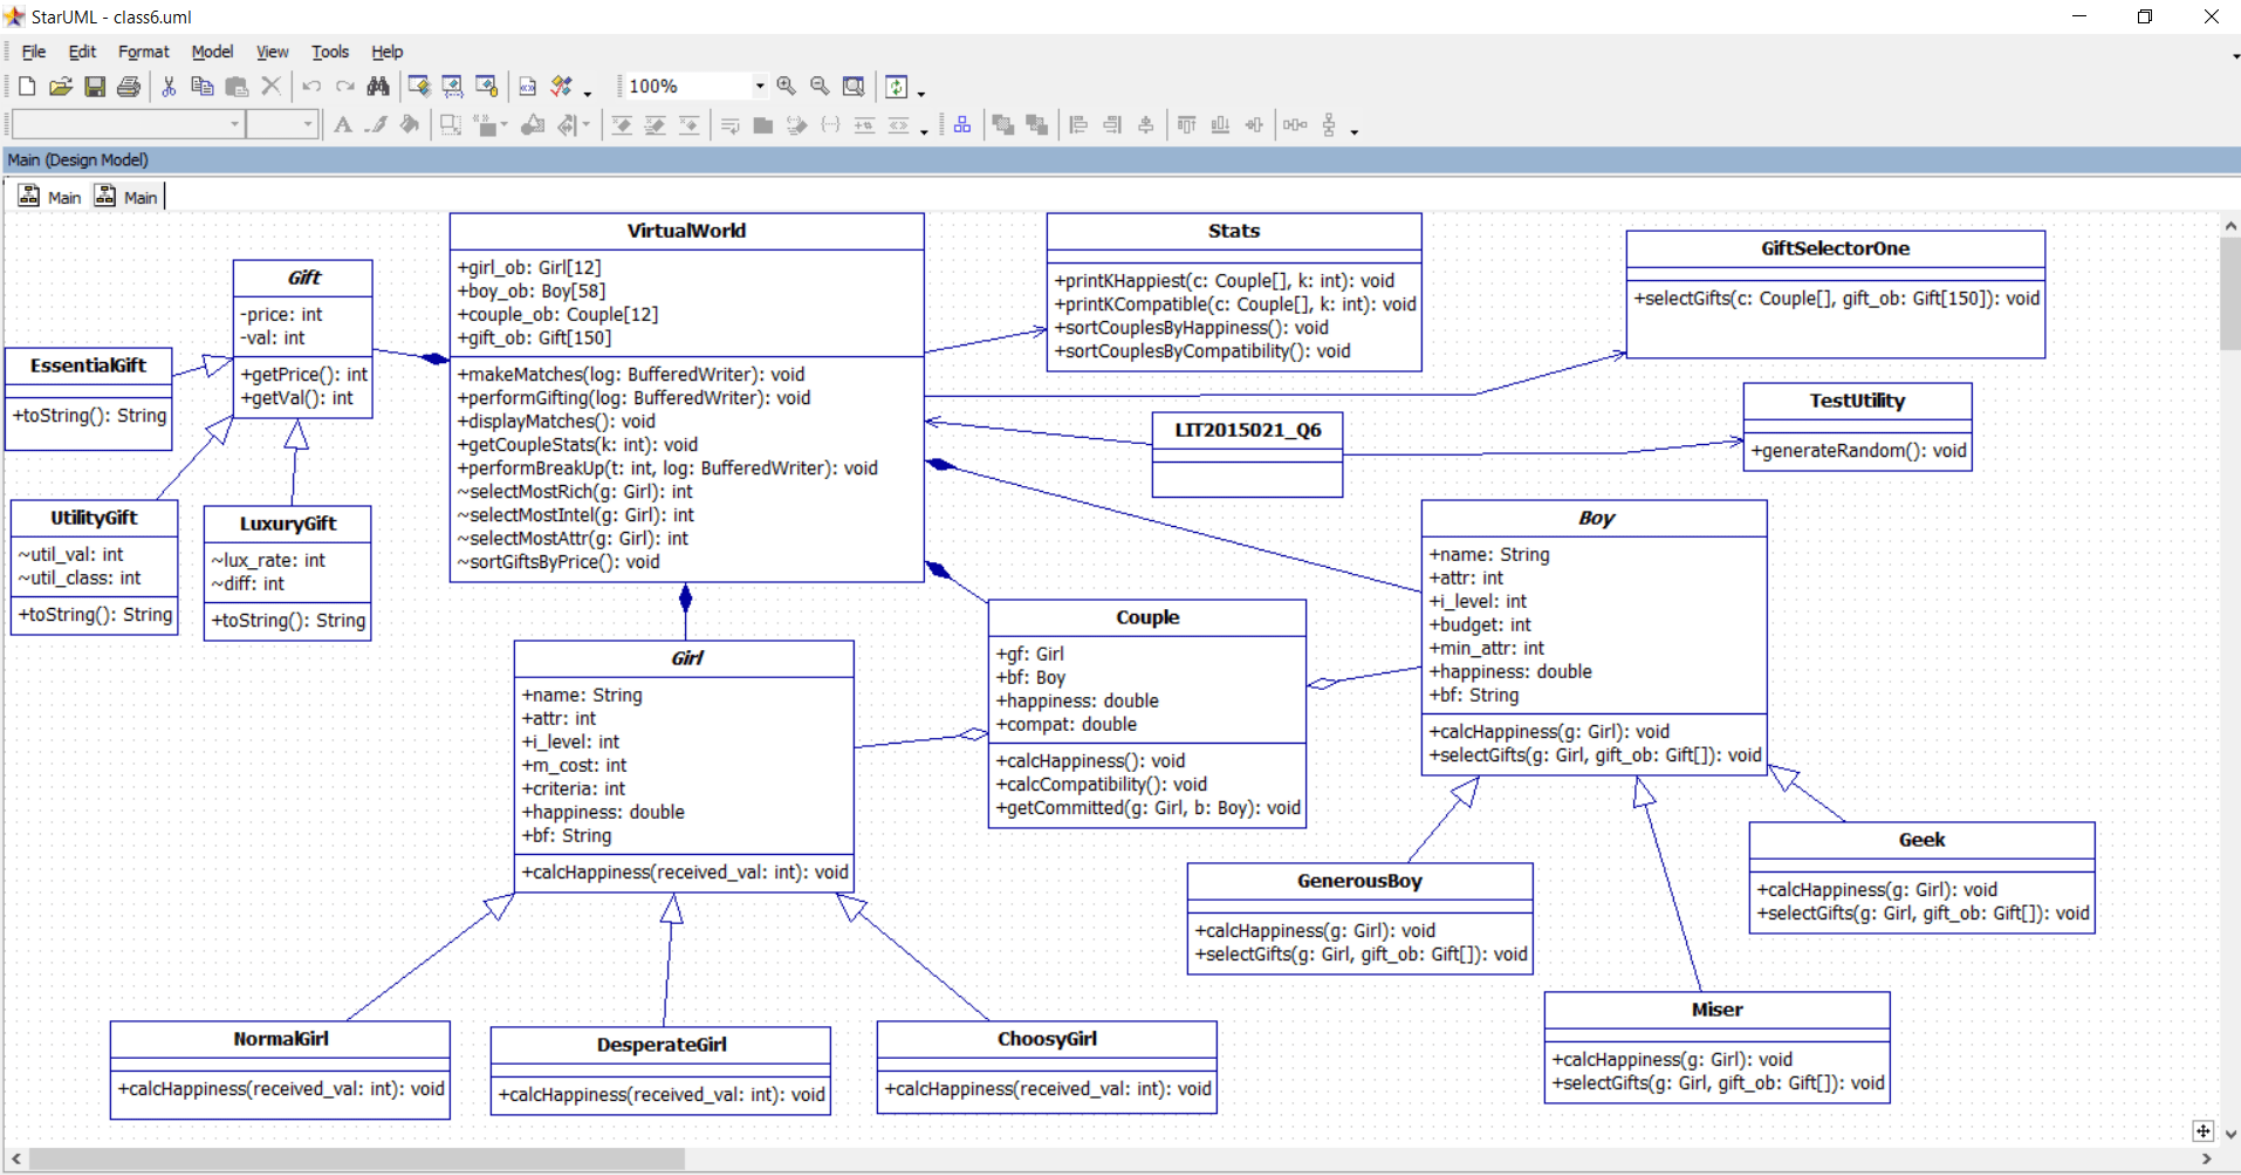 StarUML - class6.uml
File Edit Format Model View Tools Help
100%
Main (Design Model)
Main Main
VirtualWorld
+girl_ob: Girl[12]
+boy_ob: Boy[58]
+couple_ob: Couple[12]
+gift_ob: Gift[150]
+makeMatches(log: BufferedWriter): void
+performGifting(log: BufferedWriter): void
+displayMatches(): void
+getCoupleStats(k: int): void
+performBreakUp(t: int, log: BufferedWriter): void
~selectMostRich(g: Girl): int
~selectMostIntel(g: Girl): int
~selectMostAttr(g: Girl): int
~sortGiftsByPrice(): void
Stats
+printKHappiest(c: Couple[], k: int): void
+printKCompatible(c: Couple[], k: int): void
+sortCouplesByHappiness(): void
+sortCouplesByCompatibility(): void
GiftSelectorOne
+selectGifts(c: Couple[], gift_ob: Gift[150]): void
Gift
-price: int
-val: int
+getPrice(): int
+getVal(): int
EssentialGift
+toString(): String
TestUtility
+generateRandom(): void
LIT2015021_Q6
UtilityGift
~util_val: int
~util_class: int
+toString(): String
LuxuryGift
~lux_rate: int
~diff: int
+toString(): String
Boy
+name: String
+attr: int
+i_level: int
+budget: int
+min_attr: int
+happiness: double
+bf: String
+calcHappiness(g: Girl): void
+selectGifts(g: Girl, gift_ob: Gift[]): void
Couple
+gf: Girl
+bf: Boy
+happiness: double
+compat: double
+calcHappiness(): void
+calcCompatibility(): void
+getCommitted(g: Girl, b: Boy): void
Girl
+name: String
+attr: int
+i_level: int
+m_cost: int
+criteria: int
+happiness: double
+bf: String
+calcHappiness(received_val: int): void
Geek
+calcHappiness(g: Girl): void
+selectGifts(g: Girl, gift_ob: Gift[]): void
GenerousBoy
+calcHappiness(g: Girl): void
+selectGifts(g: Girl, gift_ob: Gift[]): void
Miser
+calcHappiness(g: Girl): void
+selectGifts(g: Girl, gift_ob: Gift[]): void
NormalGirl
+calcHappiness(received_val: int): void
DesperateGirl
+calcHappiness(received_val: int): void
ChoosyGirl
+calcHappiness(received_val: int): void